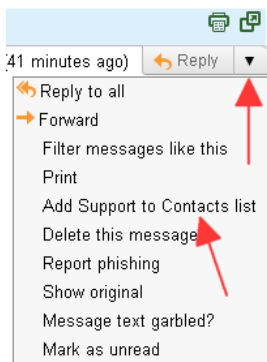 (41 minutes ago) Reply
Reply to all
Forward
Filter messages like this
Print
Add Support to Contacts list
Delete this message
Report phishing
Show original
Message text garbled?
Mark as unread